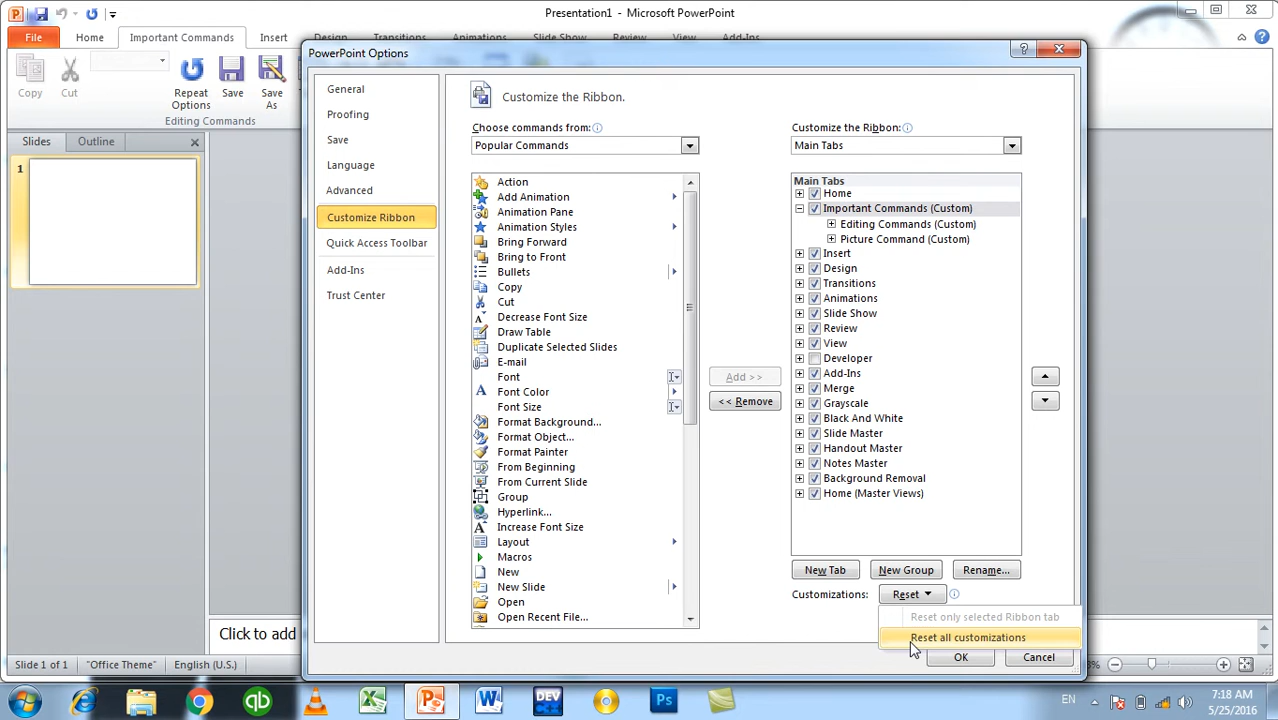 Presentation1 - Microsoft PowerPoint
File
Home
Important Commands
Insert
Design
Transitions
Animations
Slide Show
Review
View
Add-Ins
Copy
Cut
Repeat
Options
Save
Save
As
Editing Commands
Slides
Outline
1
PowerPoint Options
General
Proofing
Save
Language
Advanced
Customize Ribbon
Quick Access Toolbar
Add-Ins
Trust Center
Customize the Ribbon.
Choose commands from:
Popular Commands
Action
Add Animation
Animation Pane
Animation Styles
Bring Forward
Bring to Front
Bullets
Copy
Cut
Decrease Font Size
Draw Table
Duplicate Selected Slides
E-mail
Font
Font Color
Font Size
Format Background...
Format Object...
Format Painter
From Beginning
From Current Slide
Group
Hyperlink...
Increase Font Size
Layout
Macros
New
New Slide
Open
Open Recent File...
Add >>
<< Remove
Customize the Ribbon:
Main Tabs
Main Tabs
Home
Important Commands (Custom)
Editing Commands (Custom)
Picture Command (Custom)
Insert
Design
Transitions
Animations
Slide Show
Review
View
Developer
Add-Ins
Merge
Grayscale
Black And White
Slide Master
Handout Master
Notes Master
Background Removal
Home (Master Views)
New Tab
New Group
Rename...
Customizations:
Reset
Reset only selected Ribbon tab
Reset all customizations
OK
Cancel
Click to add
Slide 1 of 1
"Office Theme"
English (U.S.)
qb
DEV
C++
Ps
EN
7:18 AM
5/25/2016